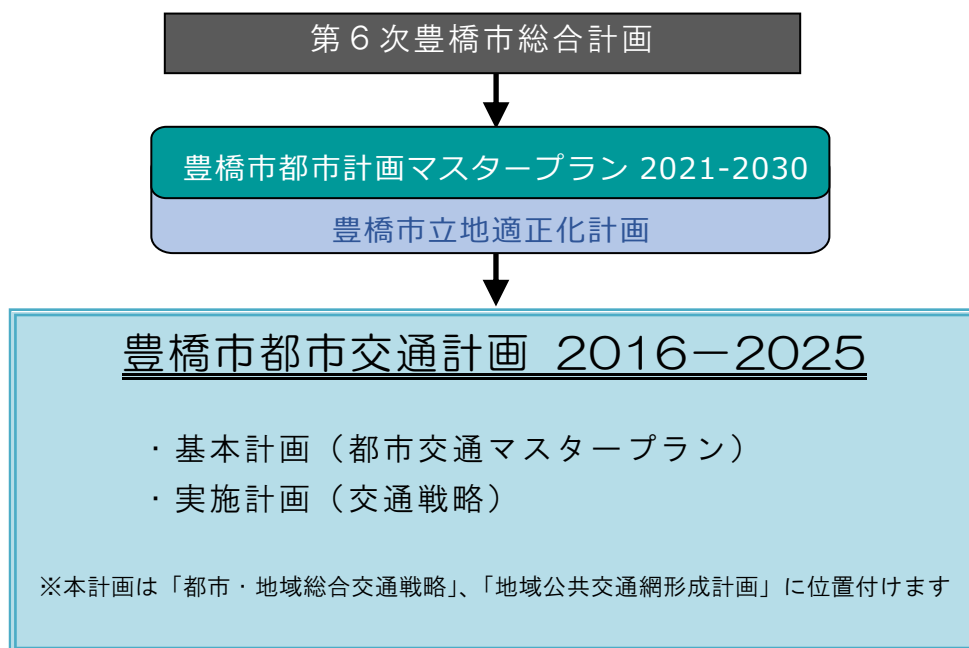 第６次豊橋市総合計画
豊橋市都市計画マスタープラン 2021-2030
豊橋市立地適正化計画
豊橋市都市交通計画 ２０１６－２０２５
・基本計画（都市交通マスタープラン）
・実施計画（交通戦略）
※本計画は「都市・地域総合交通戦略」、「地域公共交通網形成計画」に位置付けます